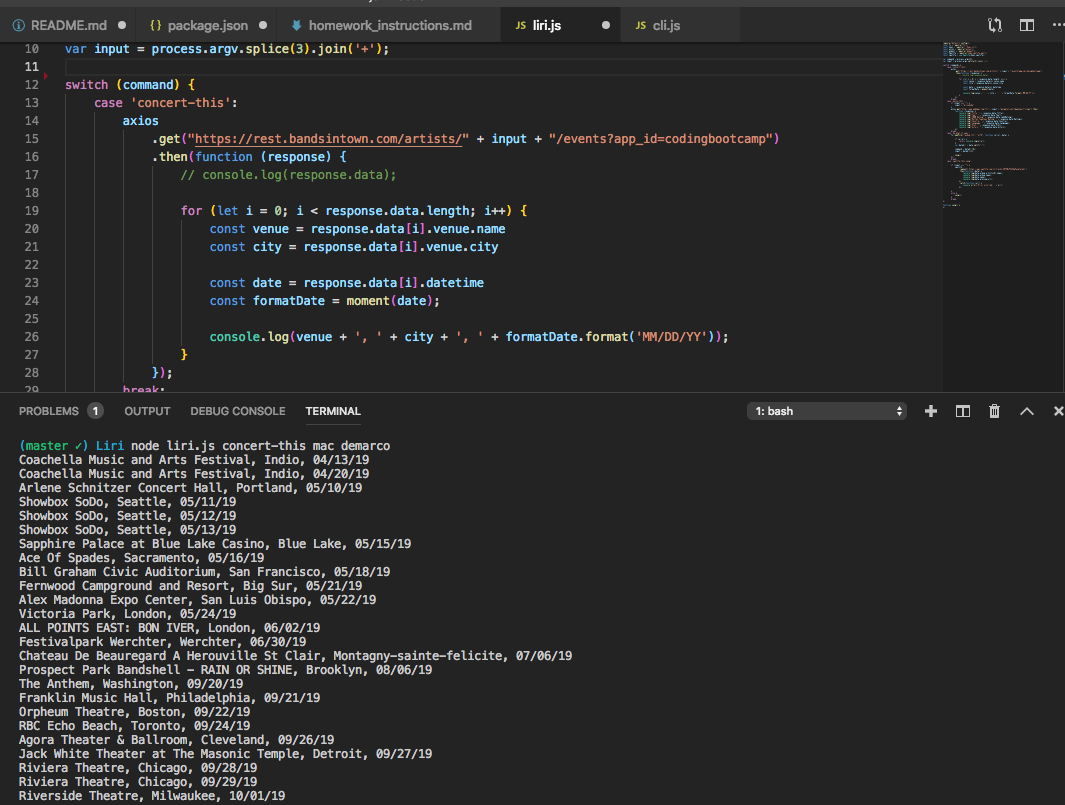 README.md
package.json
homework_instructions.md
JS liri.js
JS cli.js
10 var input = process.argv.splice(3).join('+');
11
12 switch (command) {
13 case 'concert-this':
14 axios
15 .get("https://rest.bandsintown.com/artists/" + input + "/events?app_id=codingbootcamp")
16 .then(function (response) {
17 // console.log(response.data);
18
19 for (let i = 0; i < response.data.length; i++) {
20 const venue = response.data[i].venue.name
21 const city = response.data[i].venue.city
22
23 const date = response.data[i].datetime
24 const formatDate = moment(date);
25
26 console.log(venue + ', ' + city + ', ' + formatDate.format('MM/DD/YY'));
27 }
28 });
29 break;
PROBLEMS 1 OUTPUT DEBUG CONSOLE TERMINAL 1: bash
(master ✓) Liri node liri.js concert-this mac demarco
Coachella Music and Arts Festival, Indio, 04/13/19
Coachella Music and Arts Festival, Indio, 04/20/19
Arlene Schnitzer Concert Hall, Portland, 05/10/19
Showbox SoDo, Seattle, 05/11/19
Showbox SoDo, Seattle, 05/12/19
Showbox SoDo, Seattle, 05/13/19
Sapphire Palace at Blue Lake Casino, Blue Lake, 05/15/19
Ace Of Spades, Sacramento, 05/16/19
Bill Graham Civic Auditorium, San Francisco, 05/18/19
Fernwood Campground and Resort, Big Sur, 05/21/19
Alex Madonna Expo Center, San Luis Obispo, 05/22/19
Victoria Park, London, 05/24/19
ALL POINTS EAST: BON IVER, London, 06/02/19
Festivalpark Werchter, Werchter, 06/30/19
Chateau De Beauregard A Herouville St Clair, Montagny-sainte-felicite, 07/06/19
Prospect Park Bandshell – RAIN OR SHINE, Brooklyn, 08/06/19
The Anthem, Washington, 09/20/19
Franklin Music Hall, Philadelphia, 09/21/19
Orpheum Theatre, Boston, 09/22/19
RBC Echo Beach, Toronto, 09/24/19
Agora Theater & Ballroom, Cleveland, 09/26/19
Jack White Theater at The Masonic Temple, Detroit, 09/27/19
Riviera Theatre, Chicago, 09/28/19
Riviera Theatre, Chicago, 09/29/19
Riverside Theatre, Milwaukee, 10/01/19